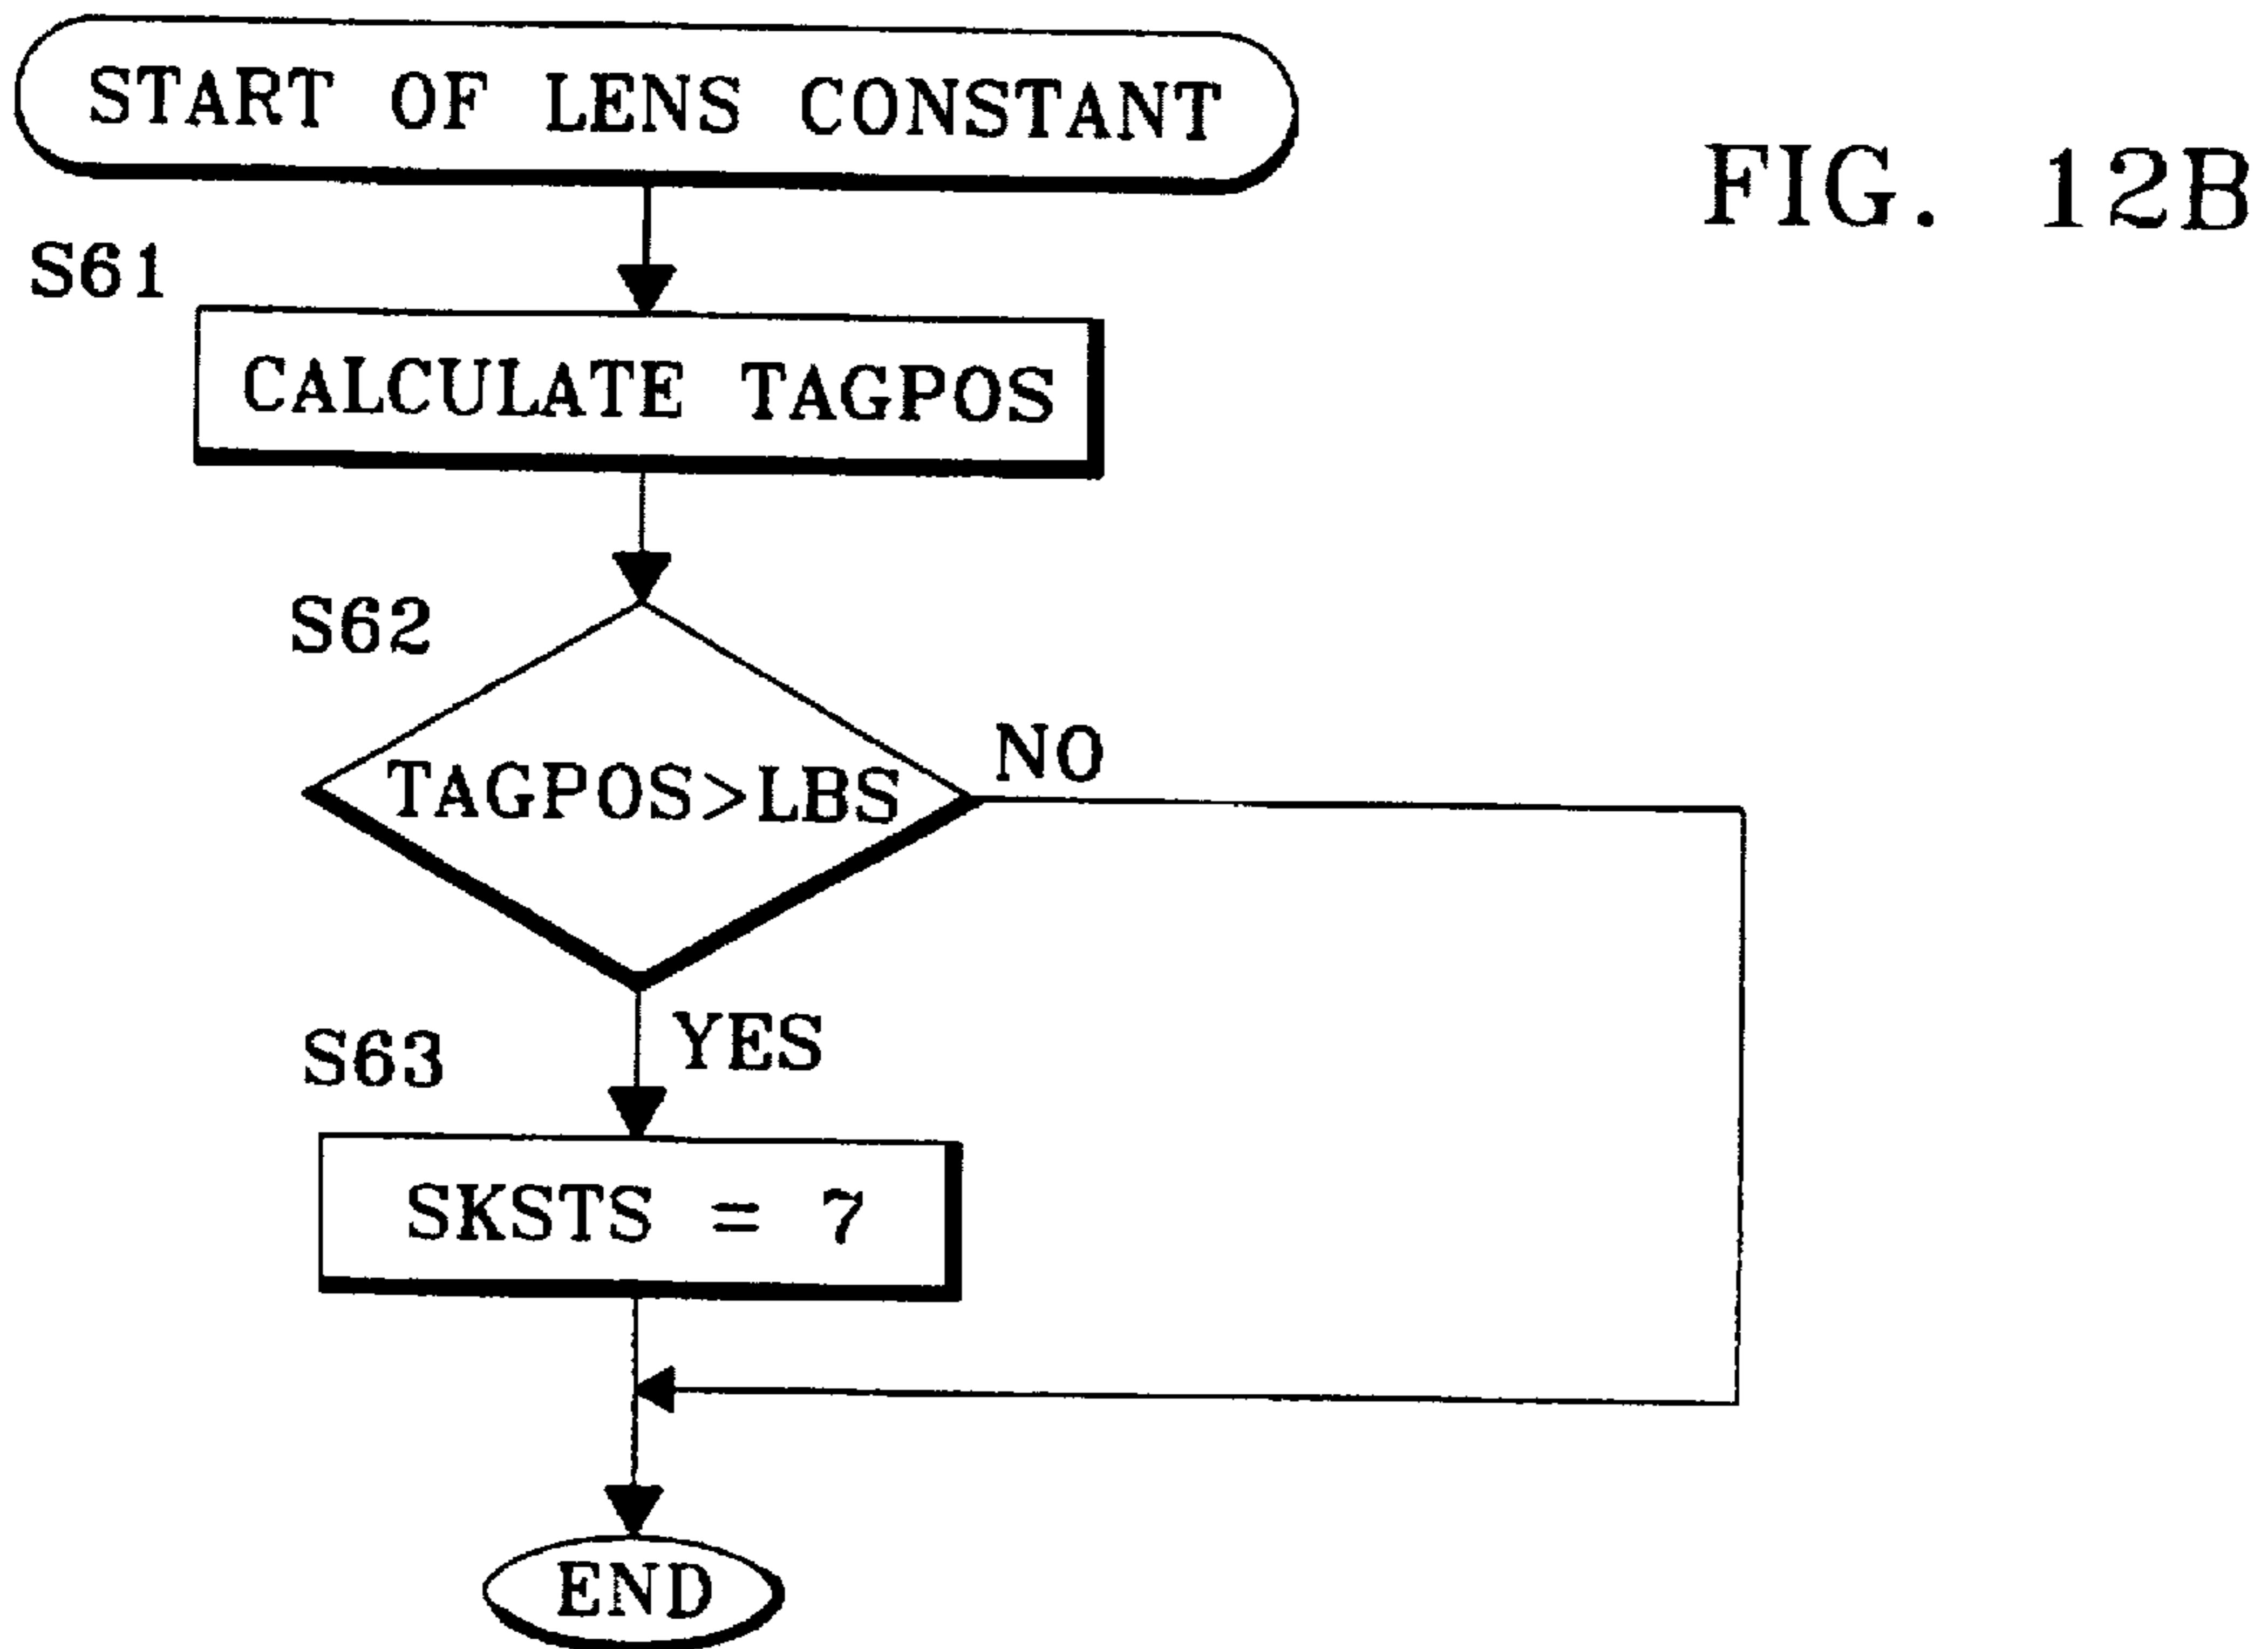 START OF LENS CONSTANT
FIG. 12B
S61
CALCULATE TAGPOS
S62
TAGPOS>LBS
NO
S63
YES
SKSTS = 7
END